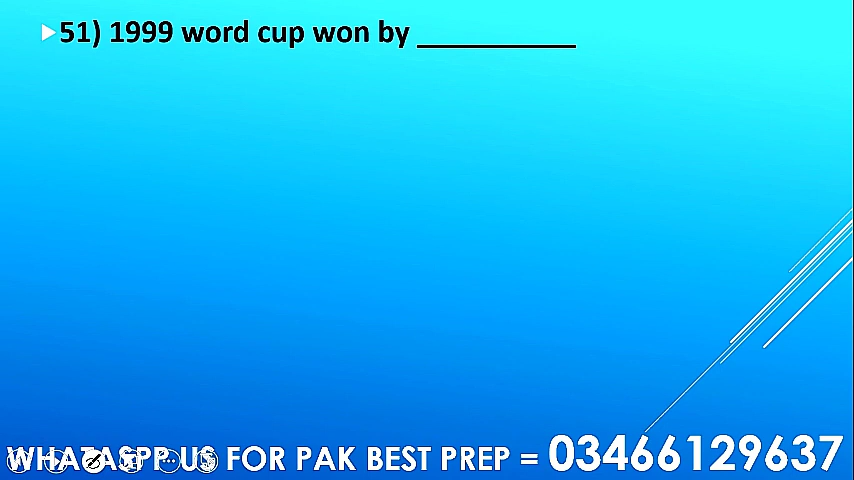 51) 1999 word cup won by __________
WHATASPP US FOR PAK BEST PREP = 03466129637